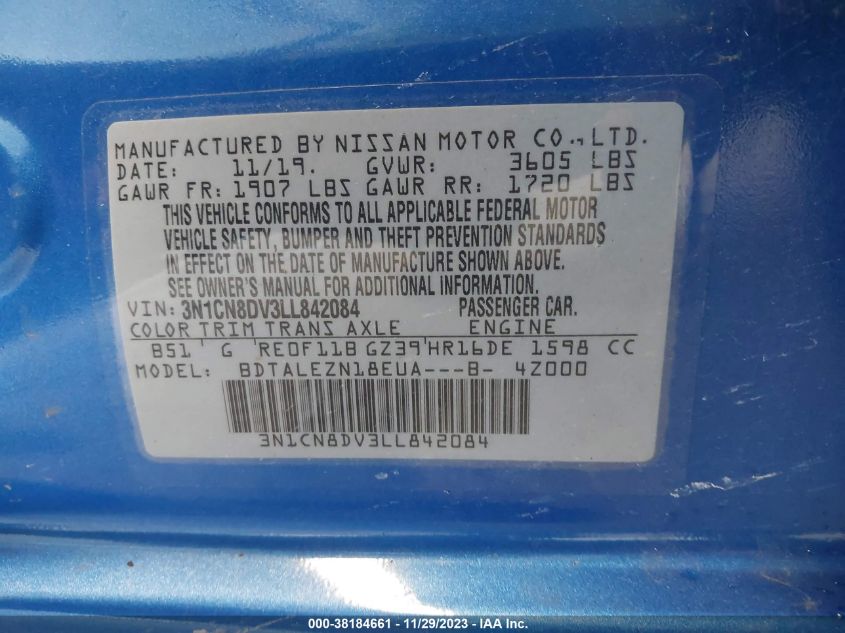 MANUFACTURED BY NISSAN MOTOR CO., LTD.
DATE: 11/19. GVWR: 3605 LBS
GAWR FR: 1907 LBS GAWR RR: 1720 LBS
THIS VEHICLE CONFORMS TO ALL APPLICABLE FEDERAL MOTOR
VEHICLE SAFETY, BUMPER AND THEFT PREVENTION STANDARDS
IN EFFECT ON THE DATE OF MANUFACTURE SHOWN ABOVE.
SEE OWNER'S MANUAL FOR ADDITIONAL INFORMATION.
VIN: 3N1CN8DV3LL842084 PASSENGER CAR.
COLOR TRIM TRANS AXLE ENGINE
B51 G RE0F11B GZ39 HR16DE 1598 CC
MODEL: BDTALEZN18EUA---B- 4Z000
3N1CN8DV3LL842084
000-38184661 - 11/29/2023 - IAA Inc.